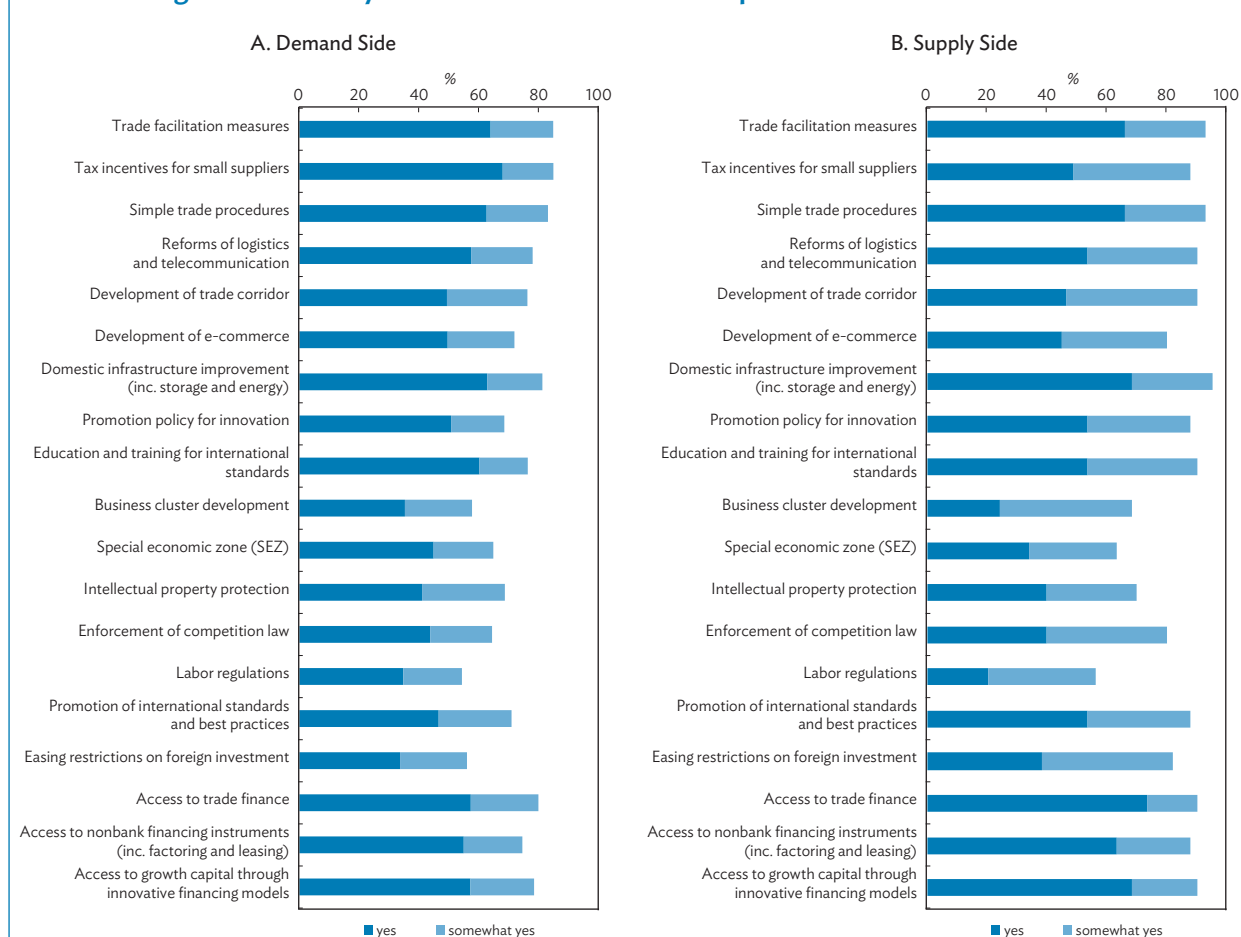 A. Demand Side
%
0 20 40 60 80 100
Trade facilitation measures
Tax incentives for small suppliers
Simple trade procedures
Reforms of logistics
and telecommunication
Development of trade corridor
Development of e-commerce
Domestic infrastructure improvement
(inc. storage and energy)
Promotion policy for innovation
Education and training for international
standards
Business cluster development
Special economic zone (SEZ)
Intellectual property protection
Enforcement of competition law
Labor regulations
Promotion of international standards
and best practices
Easing restrictions on foreign investment
Access to trade finance
Access to nonbank financing instruments
(inc. factoring and leasing)
Access to growth capital through
innovative financing models
yes somewhat yes
B. Supply Side
%
0 20 40 60 80 100
Trade facilitation measures
Tax incentives for small suppliers
Simple trade procedures
Reforms of logistics
and telecommunication
Development of trade corridor
Development of e-commerce
Domestic infrastructure improvement
(inc. storage and energy)
Promotion policy for innovation
Education and training for international
standards
Business cluster development
Special economic zone (SEZ)
Intellectual property protection
Enforcement of competition law
Labor regulations
Promotion of international standards
and best practices
Easing restrictions on foreign investment
Access to trade finance
Access to nonbank financing instruments
(inc. factoring and leasing)
Access to growth capital through
innovative financing models
yes somewhat yes